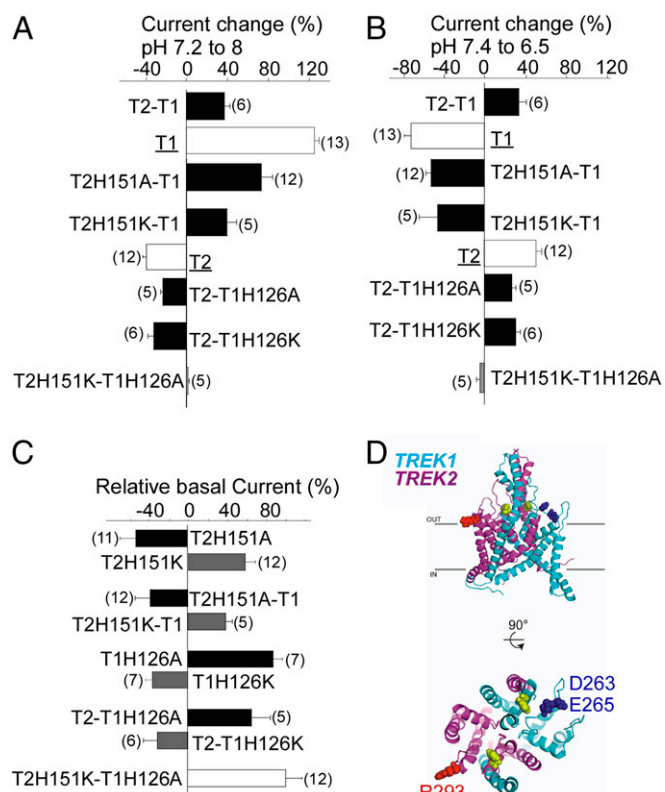 A
Current change (%)
pH 7.2 to 8
-40 0 40 80 120
T2-T1 (6)
T1 (13)
T2H151A-T1 (12)
T2H151K-T1 (5)
(12) T2
(5) T2-T1H126A
(6) T2-T1H126K
T2H151K-T1H126A (5)
B
Current change (%)
pH 7.4 to 6.5
-80 -40 0 40 80 120
T2-T1 (6)
(13) T1
(12) T2H151A-T1
(5) T2H151K-T1
T2 (12)
T2-T1H126A (5)
T2-T1H126K (6)
(5) T2H151K-T1H126A
C
Relative basal Current (%)
-40 0 40 80
(11) T2H151A
T2H151K (12)
(12) T2H151A-T1
T2H151K-T1 (5)
T1H126A (7)
(7) T1H126K
T2-T1H126A (5)
(6) T2-T1H126K
T2H151K-T1H126A (12)
D
TREK1
TREK2
OUT
IN
90°
D263
E265
R293